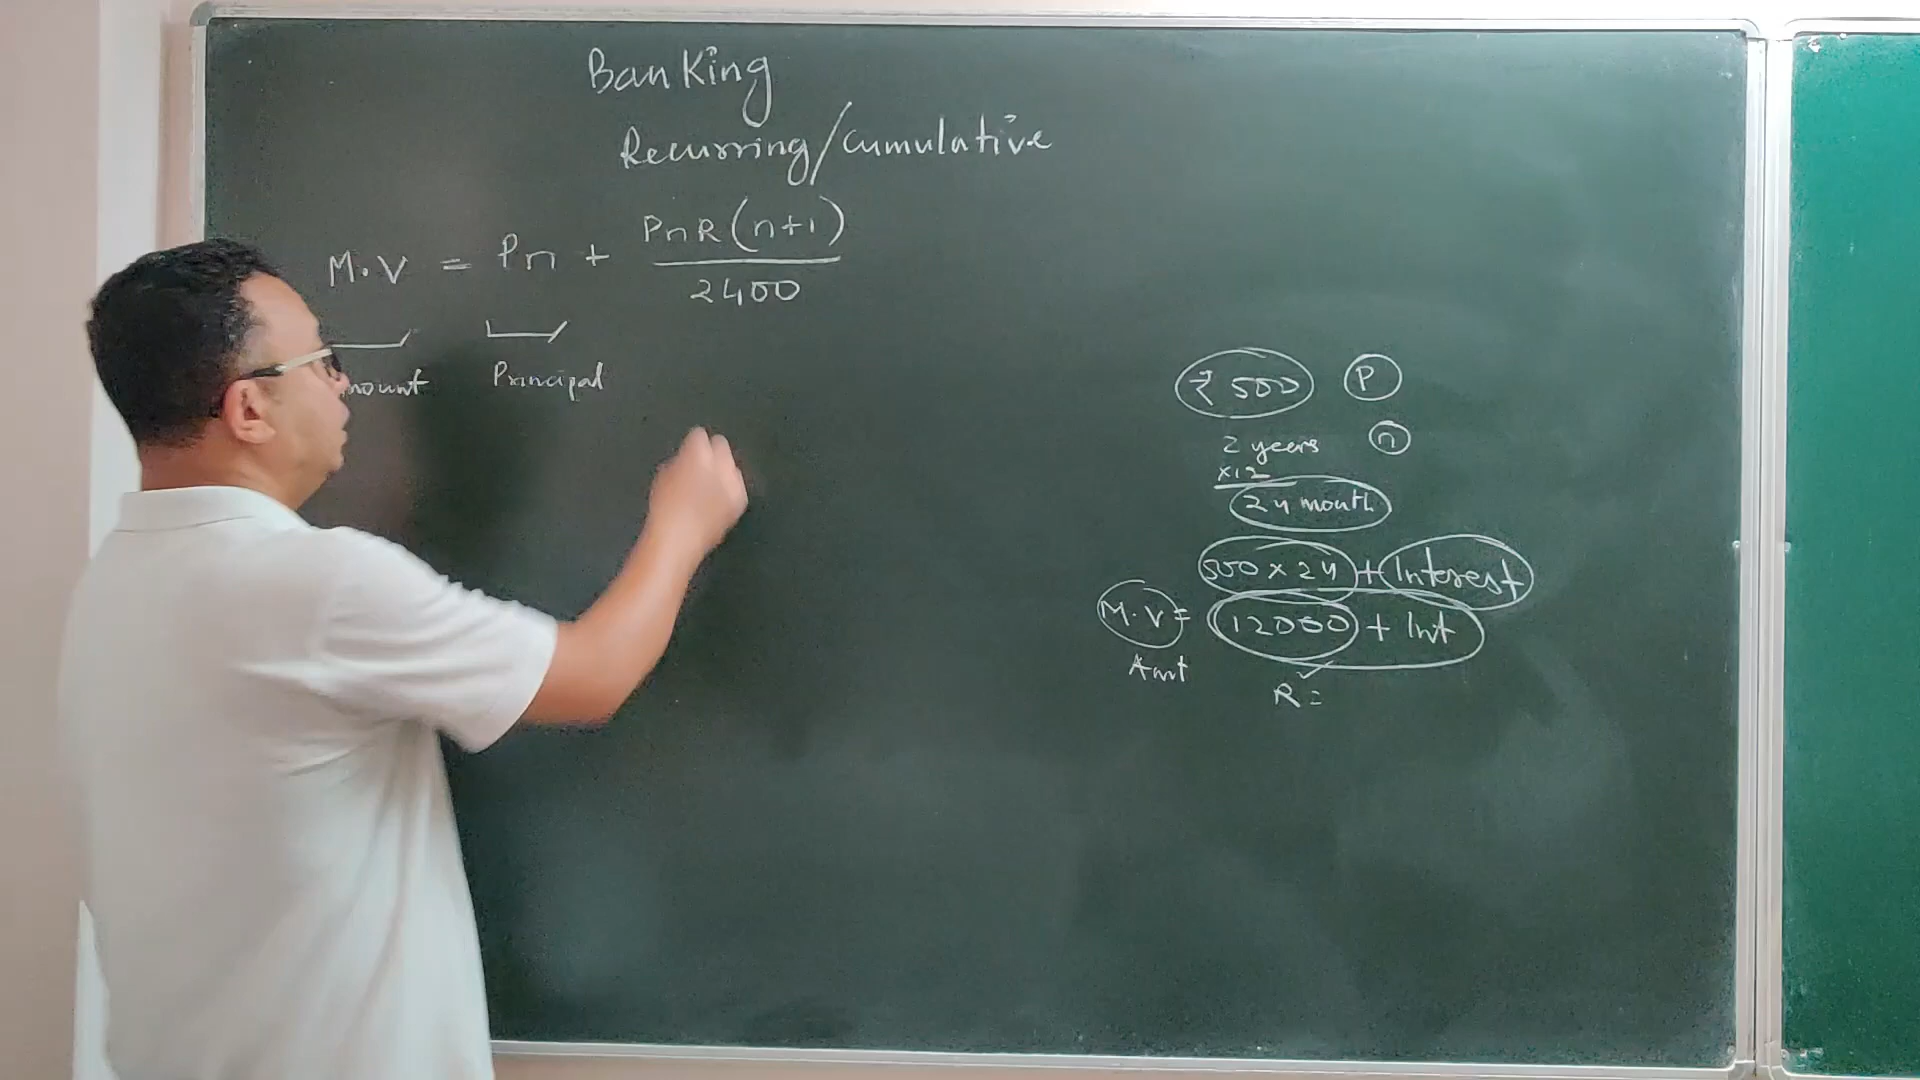 Banking
Recurring/Cumulative
M.V = Pn + PnR(n+1)
2400
mount Principal
₹ 500 P
2 years n
×12
24 month
500 × 24 + Interest
M.V = 12000 + Int
Amt
R =